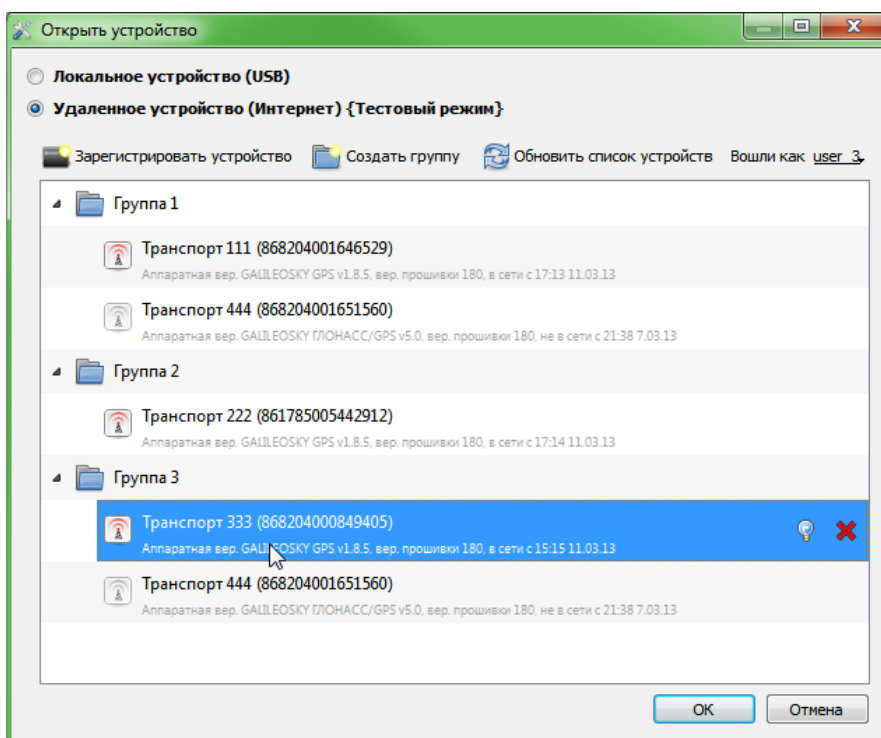 Открыть устройство
Локальное устройство (USB)
Удаленное устройство (Интернет) {Тестовый режим}
Зарегистрировать устройство Создать группу Обновить список устройств Вошли как user_3
Группа 1
Транспорт 111 (868204001646529)
Аппаратная вер. GALILEOSKY GPS v1.8.5, вер. прошивки 180, в сети с 17:13 11.03.13
Транспорт 444 (868204001651560)
Аппаратная вер. GALILEOSKY ГЛОНАСС/GPS v5.0, вер. прошивки 180, не в сети с 21:38 7.03.13
Группа 2
Транспорт 222 (861785005442912)
Аппаратная вер. GALILEOSKY GPS v1.8.5, вер. прошивки 180, в сети с 17:14 11.03.13
Группа 3
Транспорт 333 (868204000849405)
Аппаратная вер. GALILEOSKY GPS v1.8.5, вер. прошивки 180, в сети с 15:15 11.03.13
Транспорт 444 (868204001651560)
Аппаратная вер. GALILEOSKY ГЛОНАСС/GPS v5.0, вер. прошивки 180, не в сети с 21:38 7.03.13
OK Отмена